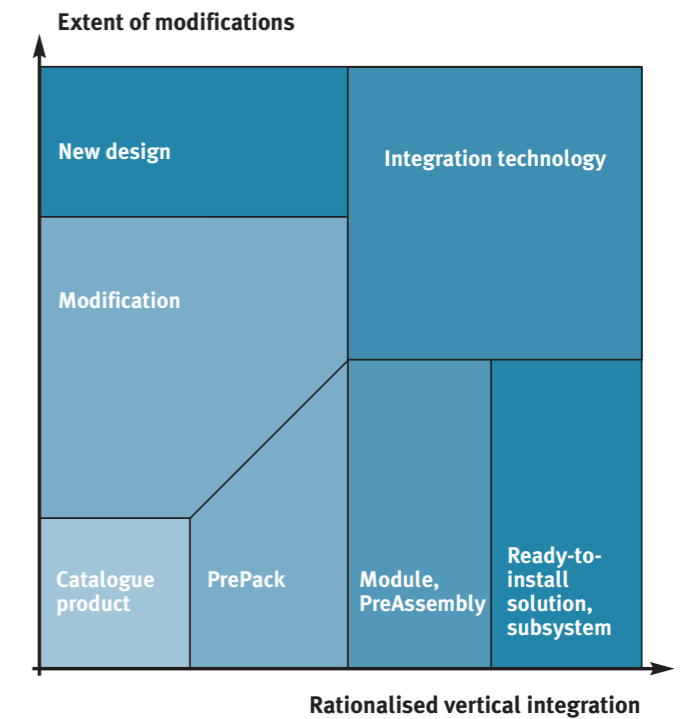 Extent of modifications
New design
Integration technology
Modification
Catalogue
product
PrePack
Module,
PreAssembly
Ready-to-
install
solution,
subsystem
Rationalised vertical integration